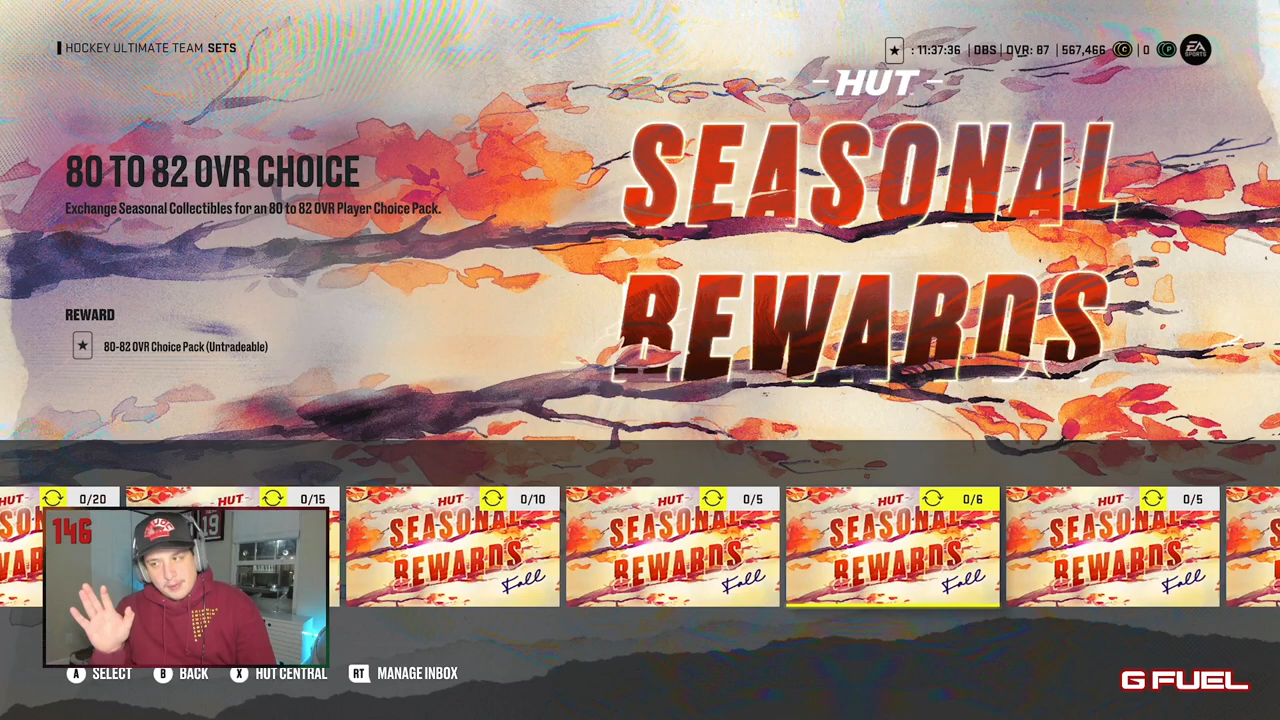 HOCKEY ULTIMATE TEAM SETS
: 11:37:36 | DBS | OVR: 87 | 567,466 C | 0 P
EA SPORTS
HUT
SEASONAL
REWARDS
80 TO 82 OVR CHOICE
Exchange Seasonal Collectibles for an 80 to 82 OVR Player Choice Pack.
REWARD
80-82 OVR Choice Pack (Untradeable)
HUT 0/20 HUT 0/15 HUT 0/10 HUT 0/5 HUT 0/6 HUT 0/5
SEASONAL SEASONAL SEASONAL SEASONAL
REWARDS REWARDS REWARDS REWARDS
Fall Fall Fall Fall
146
19
A SELECT B BACK X HUT CENTRAL RT MANAGE INBOX
G FUEL